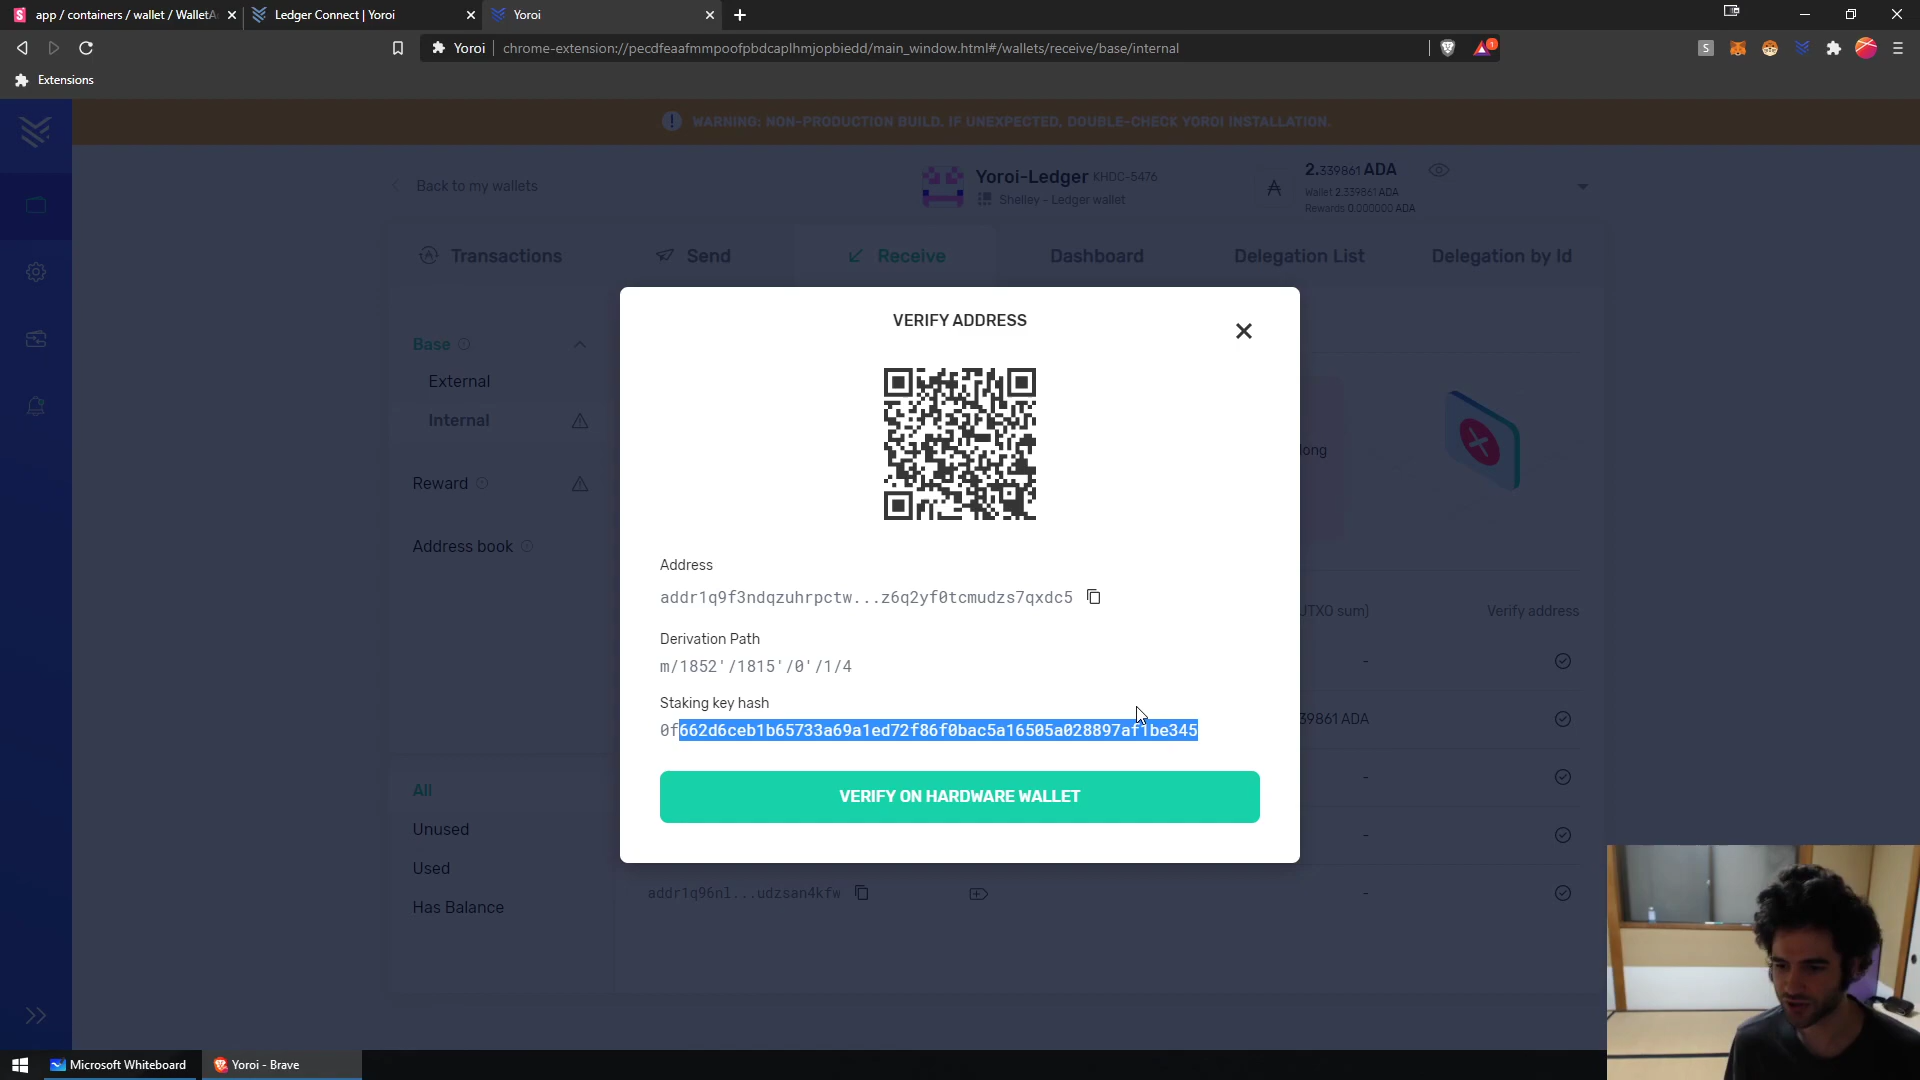 app / containers / wallet / WalletA
Ledger Connect | Yoroi
Yoroi
Yoroi
chrome-extension://pecdfeaafmmpoofpbdcaplhmjopbiedd/main_window.html#/wallets/receive/base/internal
1
S
Extensions
WARNING: NON-PRODUCTION BUILD. IF UNEXPECTED, DOUBLE-CHECK YOROI INSTALLATION.
Back to my wallets
Yoroi-Ledger KHDC-5476
Shelley - Ledger wallet
2.339861 ADA
Wallet 2.339861 ADA
Rewards 0.000000 ADA
Transactions
Send
Receive
Dashboard
Delegation List
Delegation by Id
VERIFY ADDRESS
Base
External
Internal
Reward
Address book
long
Address
addr1q9f3ndqzuhrpctw...z6q2yf0tcmudzs7qxdc5
Derivation Path
m/1852'/1815'/0'/1/4
Staking key hash
0f662d6ceb1b65733a69a1ed72f86f0bac5a16505a028897af1be345
VERIFY ON HARDWARE WALLET
UTXO sum)
Verify address
-
39861 ADA
-
-
All
Unused
Used
Has Balance
addr1q96nl...udzsan4kfw
-
Microsoft Whiteboard
Yoroi - Brave